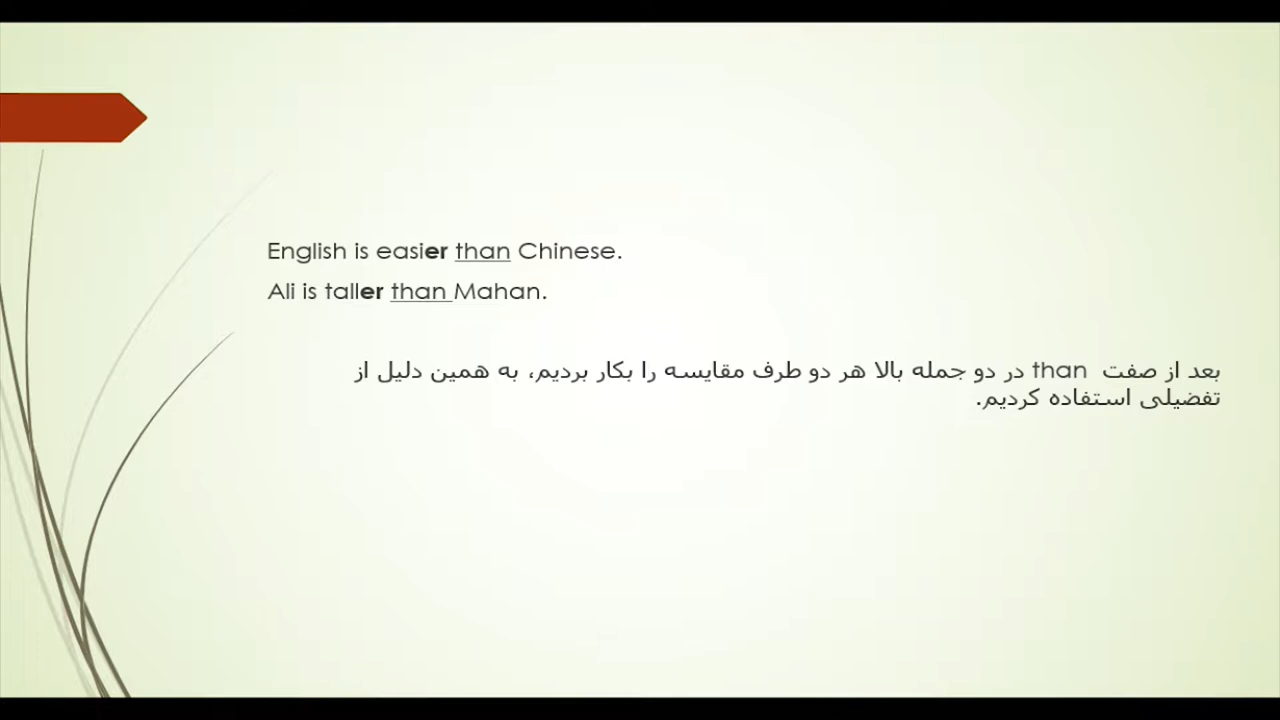 English is easier than Chinese.
Ali is taller than Mahan.
بعد از صفت than در دو جمله بالا هر دو طرف مقایسه را بکار بردیم، به همین دلیل از
تفضیلی استفاده کردیم.